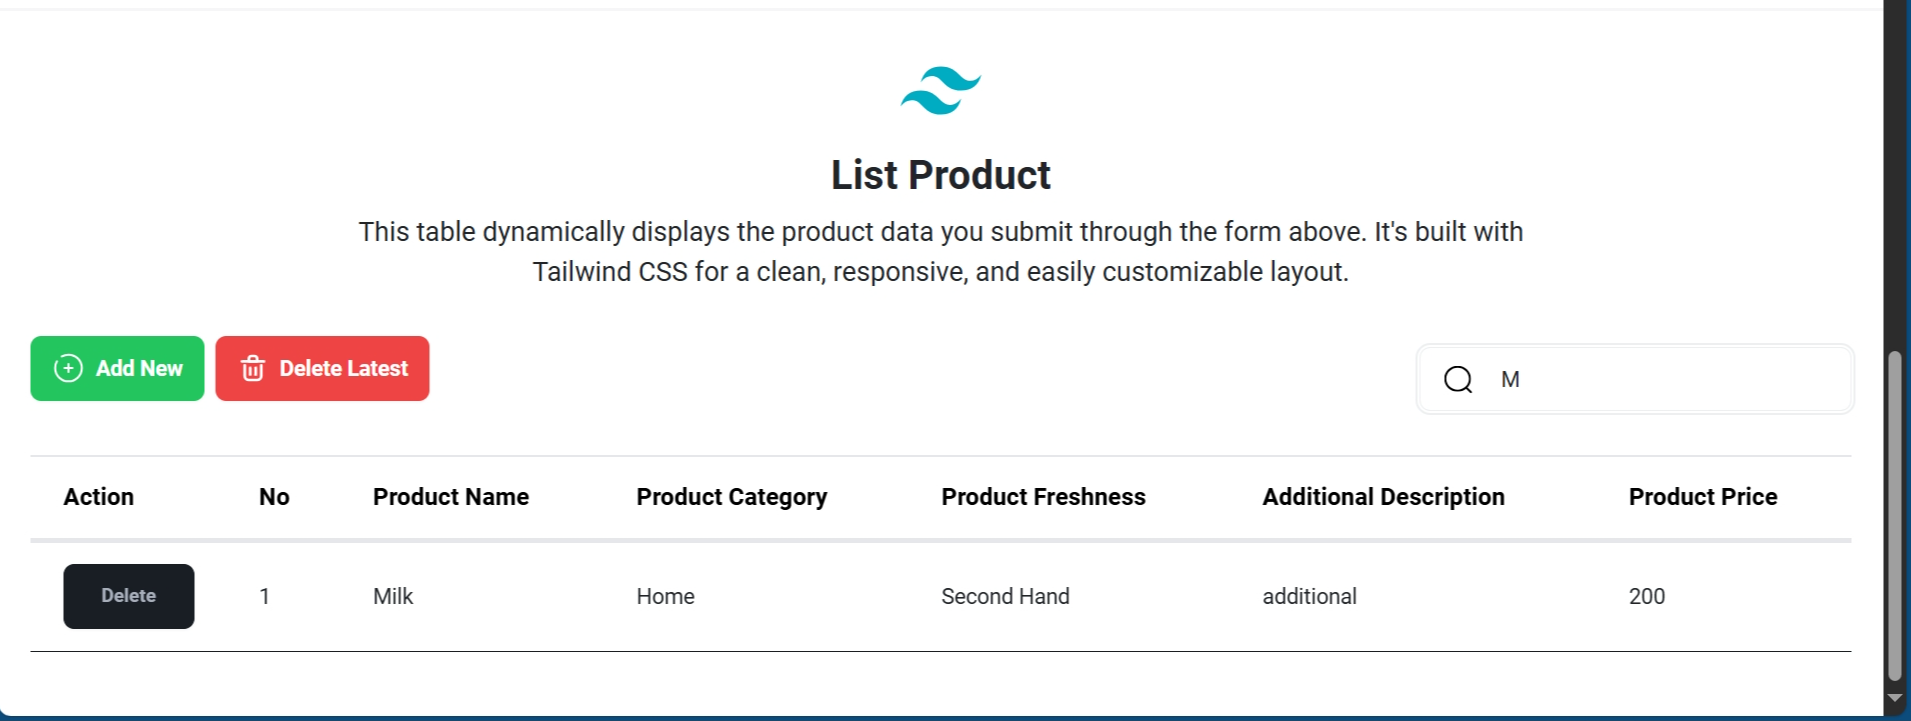 List Product
This table dynamically displays the product data you submit through the form above. It's built with
Tailwind CSS for a clean, responsive, and easily customizable layout.
Add New Delete Latest M
Action No Product Name Product Category Product Freshness Additional Description Product Price
Delete 1 Milk Home Second Hand additional 200